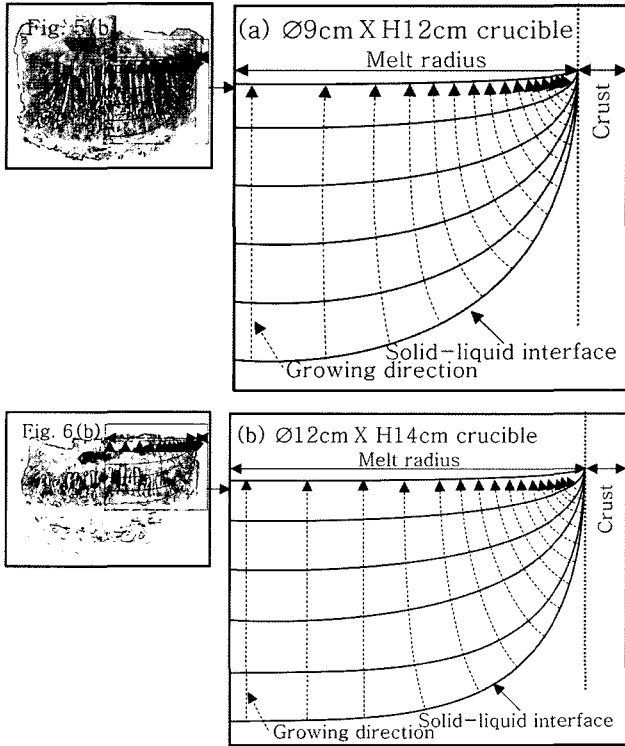 Fig. 5(b)
(a) Ø9cm X H12cm crucible
Melt radius
Crust
Solid-liquid interface
Growing direction
Fig. 6(b)
(b) Ø12cm X H14cm crucible
Melt radius
Crust
Solid-liquid interface
Growing direction